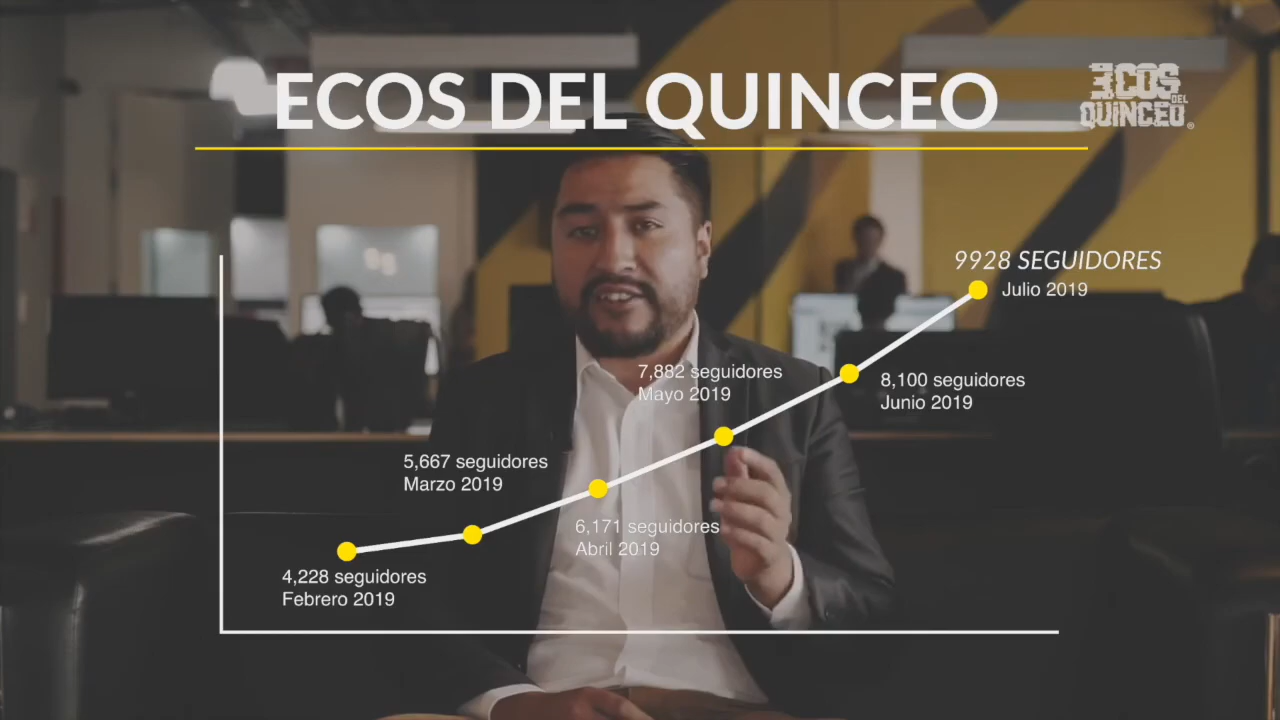 ECOS DEL QUINCEO
ECOS
DEL
QUINCEO®
9928 SEGUIDORES
Julio 2019
7,882 seguidores
Mayo 2019
8,100 seguidores
Junio 2019
5,667 seguidores
Marzo 2019
6,171 seguidores
Abril 2019
4,228 seguidores
Febrero 2019